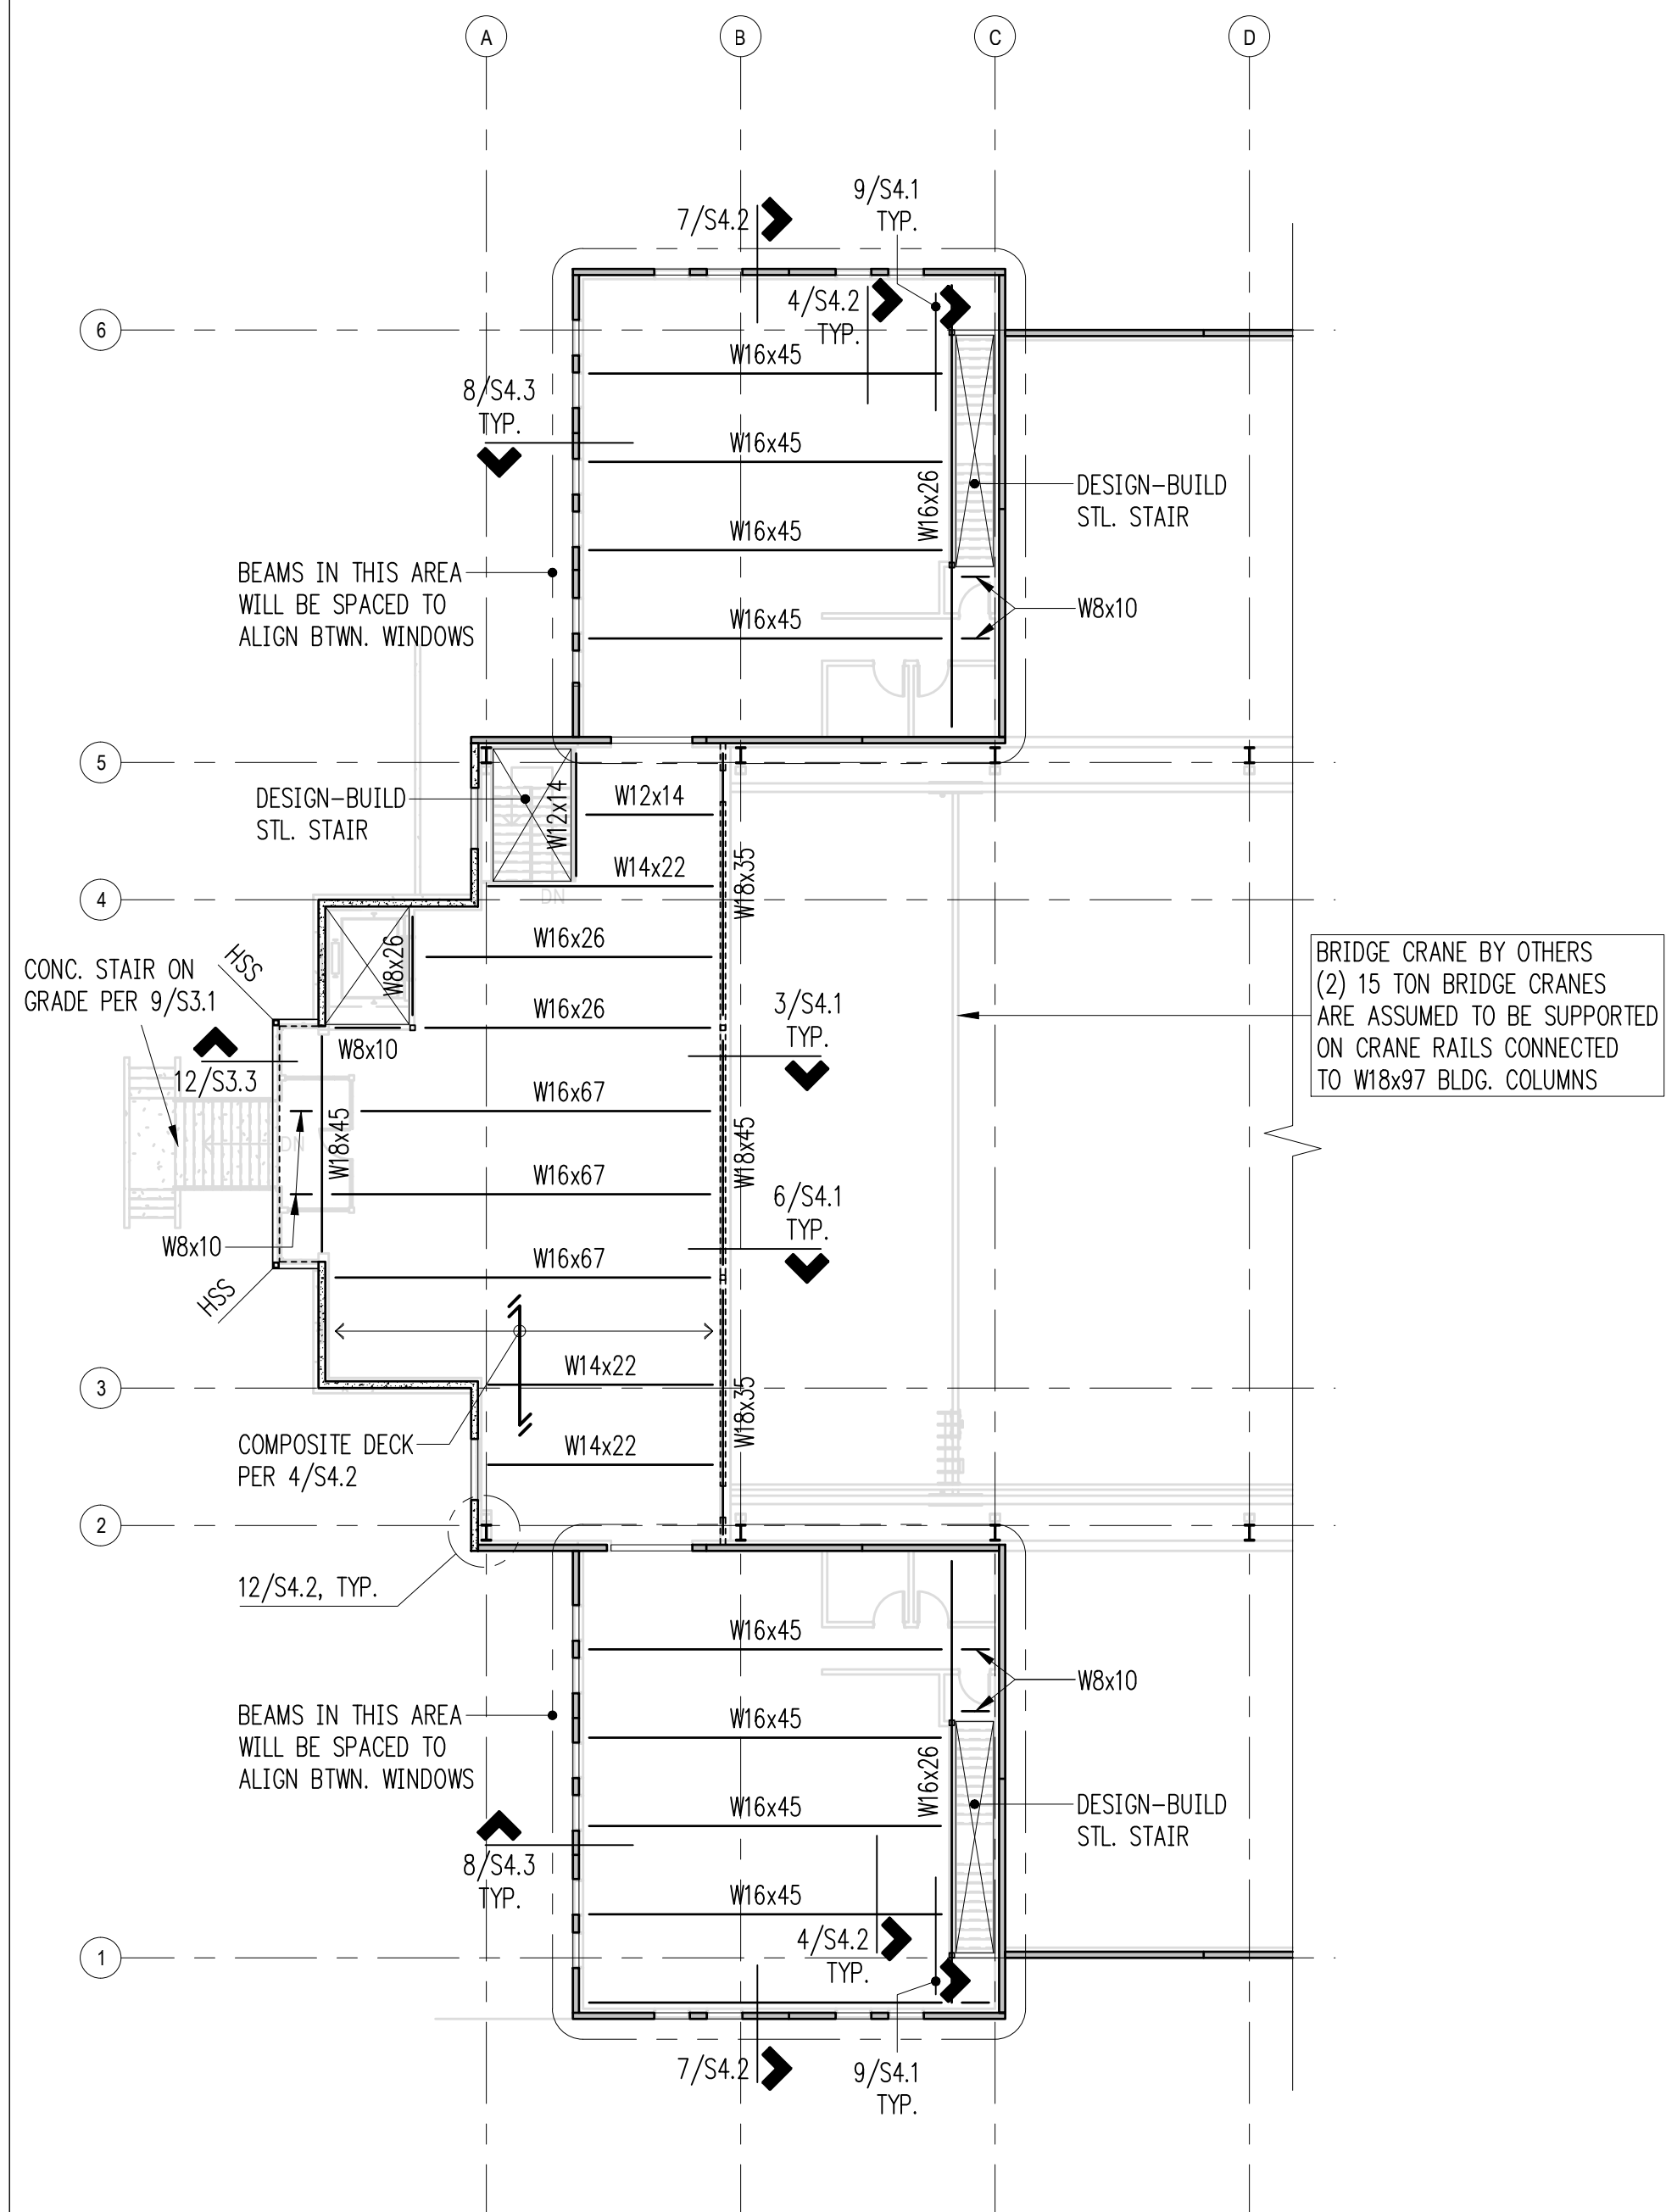 A
B
C
D
9/S4.1
TYP.
7/S4.2
4/S4.2
TYP.
6
W16x45
8/S4.3
TYP.
W16x45
W16x26
DESIGN-BUILD
STL. STAIR
W16x45
BEAMS IN THIS AREA
WILL BE SPACED TO
ALIGN BTWN. WINDOWS
W16x45
W8x10
5
DESIGN-BUILD
STL. STAIR
W12x14
W12x14
W14x22
W18x35
4
DN
W16x26
W8x26
HSS
CONC. STAIR ON
GRADE PER 9/S3.1
BRIDGE CRANE BY OTHERS
(2) 15 TON BRIDGE CRANES
ARE ASSUMED TO BE SUPPORTED
ON CRANE RAILS CONNECTED
TO W18x97 BLDG. COLUMNS
3/S4.1
TYP.
W16x26
W8x10
12/S3.3
W16x67
W18x45
W18x45
DN
W16x67
6/S4.1
TYP.
W8x10
W16x67
HSS
W14x22
3
W18x35
COMPOSITE DECK
PER 4/S4.2
W14x22
2
12/S4.2, TYP.
W16x45
W8x10
BEAMS IN THIS AREA
WILL BE SPACED TO
ALIGN BTWN. WINDOWS
W16x45
W16x26
DESIGN-BUILD
STL. STAIR
W16x45
8/S4.3
TYP.
W16x45
4/S4.2
TYP.
1
7/S4.2
9/S4.1
TYP.